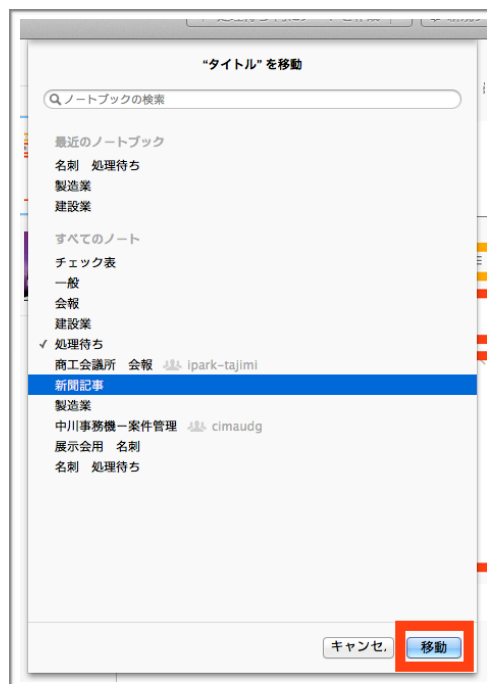 “タイトル” を移動
ノートブックの検索
最近のノートブック
名刺　処理待ち
製造業
建設業
すべてのノート
チェック表
一般
会報
建設業
✓ 処理待ち
商工会議所　会報 ipark-tajimi
新聞記事
製造業
中川事務機ー案件管理 cimaudg
展示会用　名刺
名刺　処理待ち
キャンセ. 移動